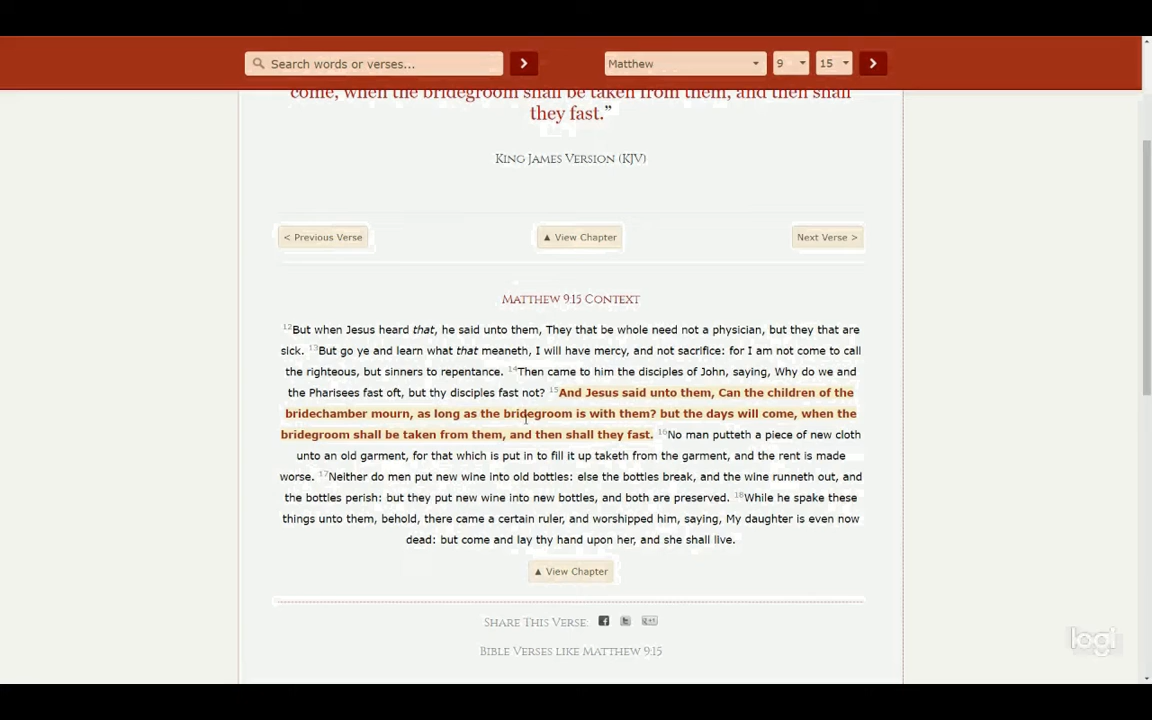 Search words or verses... Matthew 9 15
come, when the bridegroom shall be taken from them, and then shall
they fast.”
King James Version (KJV)
< Previous Verse ▲ View Chapter Next Verse >
Matthew 9:15 Context
12But when Jesus heard that, he said unto them, They that be whole need not a physician, but they that are
sick. 13But go ye and learn what that meaneth, I will have mercy, and not sacrifice: for I am not come to call
the righteous, but sinners to repentance. 14Then came to him the disciples of John, saying, Why do we and
the Pharisees fast oft, but thy disciples fast not? 15And Jesus said unto them, Can the children of the
bridechamber mourn, as long as the bridegroom is with them? but the days will come, when the
bridegroom shall be taken from them, and then shall they fast. 16No man putteth a piece of new cloth
unto an old garment, for that which is put in to fill it up taketh from the garment, and the rent is made
worse. 17Neither do men put new wine into old bottles: else the bottles break, and the wine runneth out, and
the bottles perish: but they put new wine into new bottles, and both are preserved. 18While he spake these
things unto them, behold, there came a certain ruler, and worshipped him, saying, My daughter is even now
dead: but come and lay thy hand upon her, and she shall live.
▲ View Chapter
Share This Verse:
Bible Verses like Matthew 9:15
logi